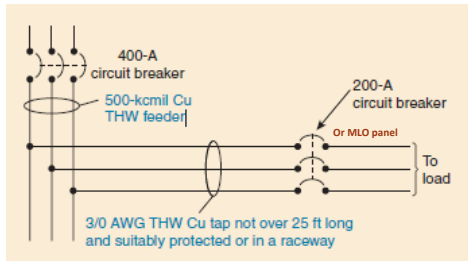 400-A
circuit breaker
500-kcmil Cu
THW feeder
200-A
circuit breaker
Or MLO panel
To
load
3/0 AWG THW Cu tap not over 25 ft long
and suitably protected or in a raceway